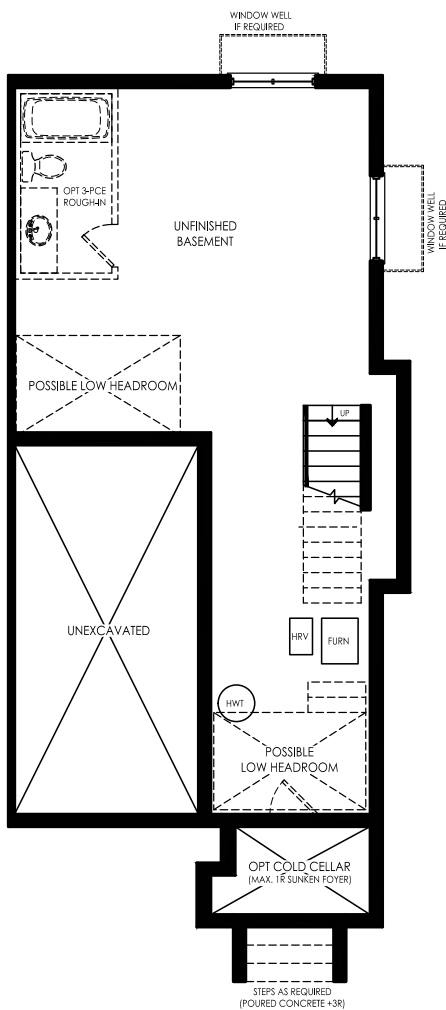 WINDOW WELL
IF REQUIRED
OPT 3-PCE
ROUGH-IN
UNFINISHED
BASEMENT
WINDOW WELL
IF REQUIRED
POSSIBLE LOW HEADROOM
UP
UNEXCAVATED
HRV
FURN
HWT
POSSIBLE
LOW HEADROOM
OPT COLD CELLAR
(MAX. 1R SUNKEN FOYER)
STEPS AS REQUIRED
(POURED CONCRETE +3R)